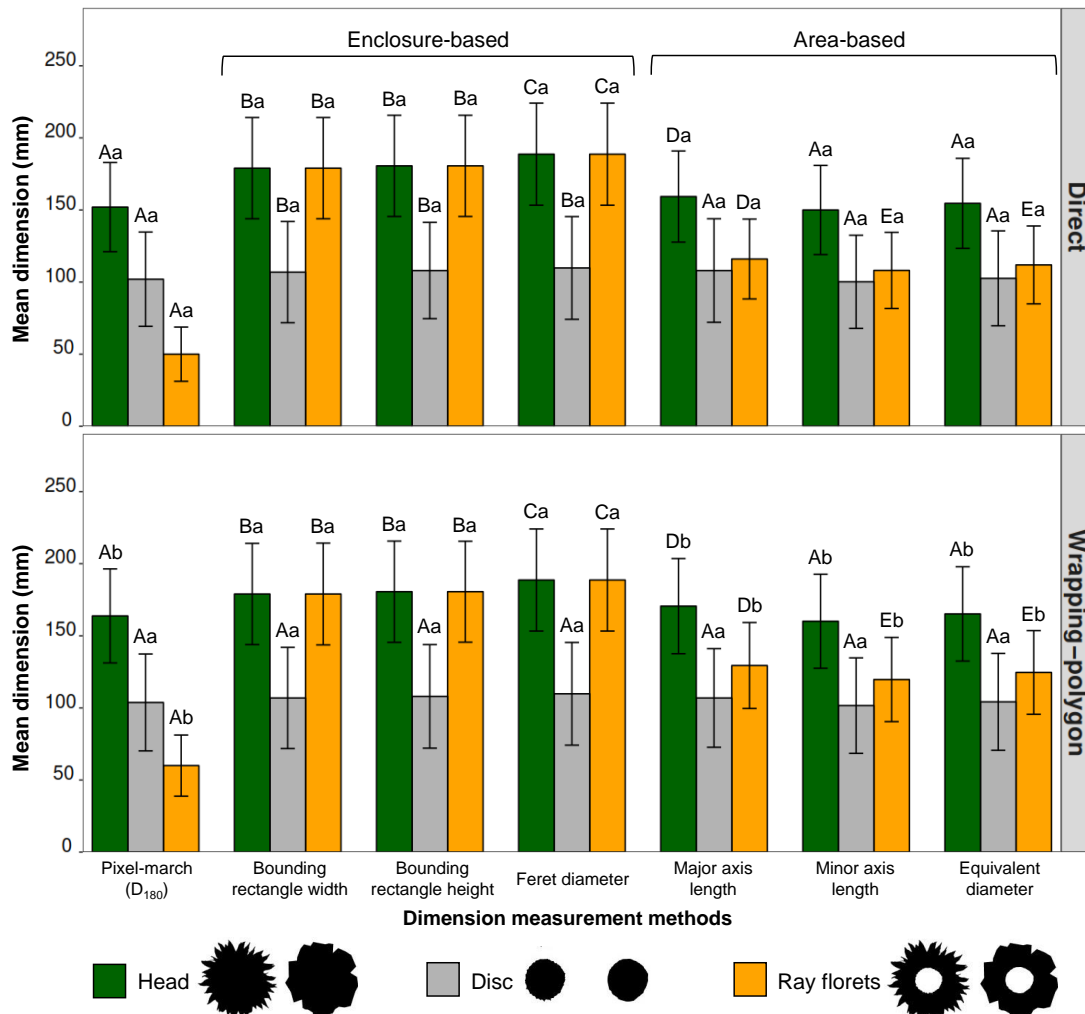 Enclosure-based Area-based
250
200
150
100
50
0
Mean dimension (mm)
Aa Aa Aa
Ba Ba Ba
Ba Ba Ba
Ca Ba Ca
Da Aa Da
Aa Aa Ea
Aa Aa Ea
Direct
250
200
150
100
50
0
Mean dimension (mm)
Ab Aa Ab
Ba Aa Ba
Ba Aa Ba
Ca Aa Ca
Db Aa Db
Ab Aa Eb
Ab Aa Eb
Wrapping-polygon
Pixel-march
(D180)
Bounding
rectangle width
Bounding
rectangle height
Feret diameter
Major axis
length
Minor axis
length
Equivalent
diameter
Dimension measurement methods
Head Disc Ray florets